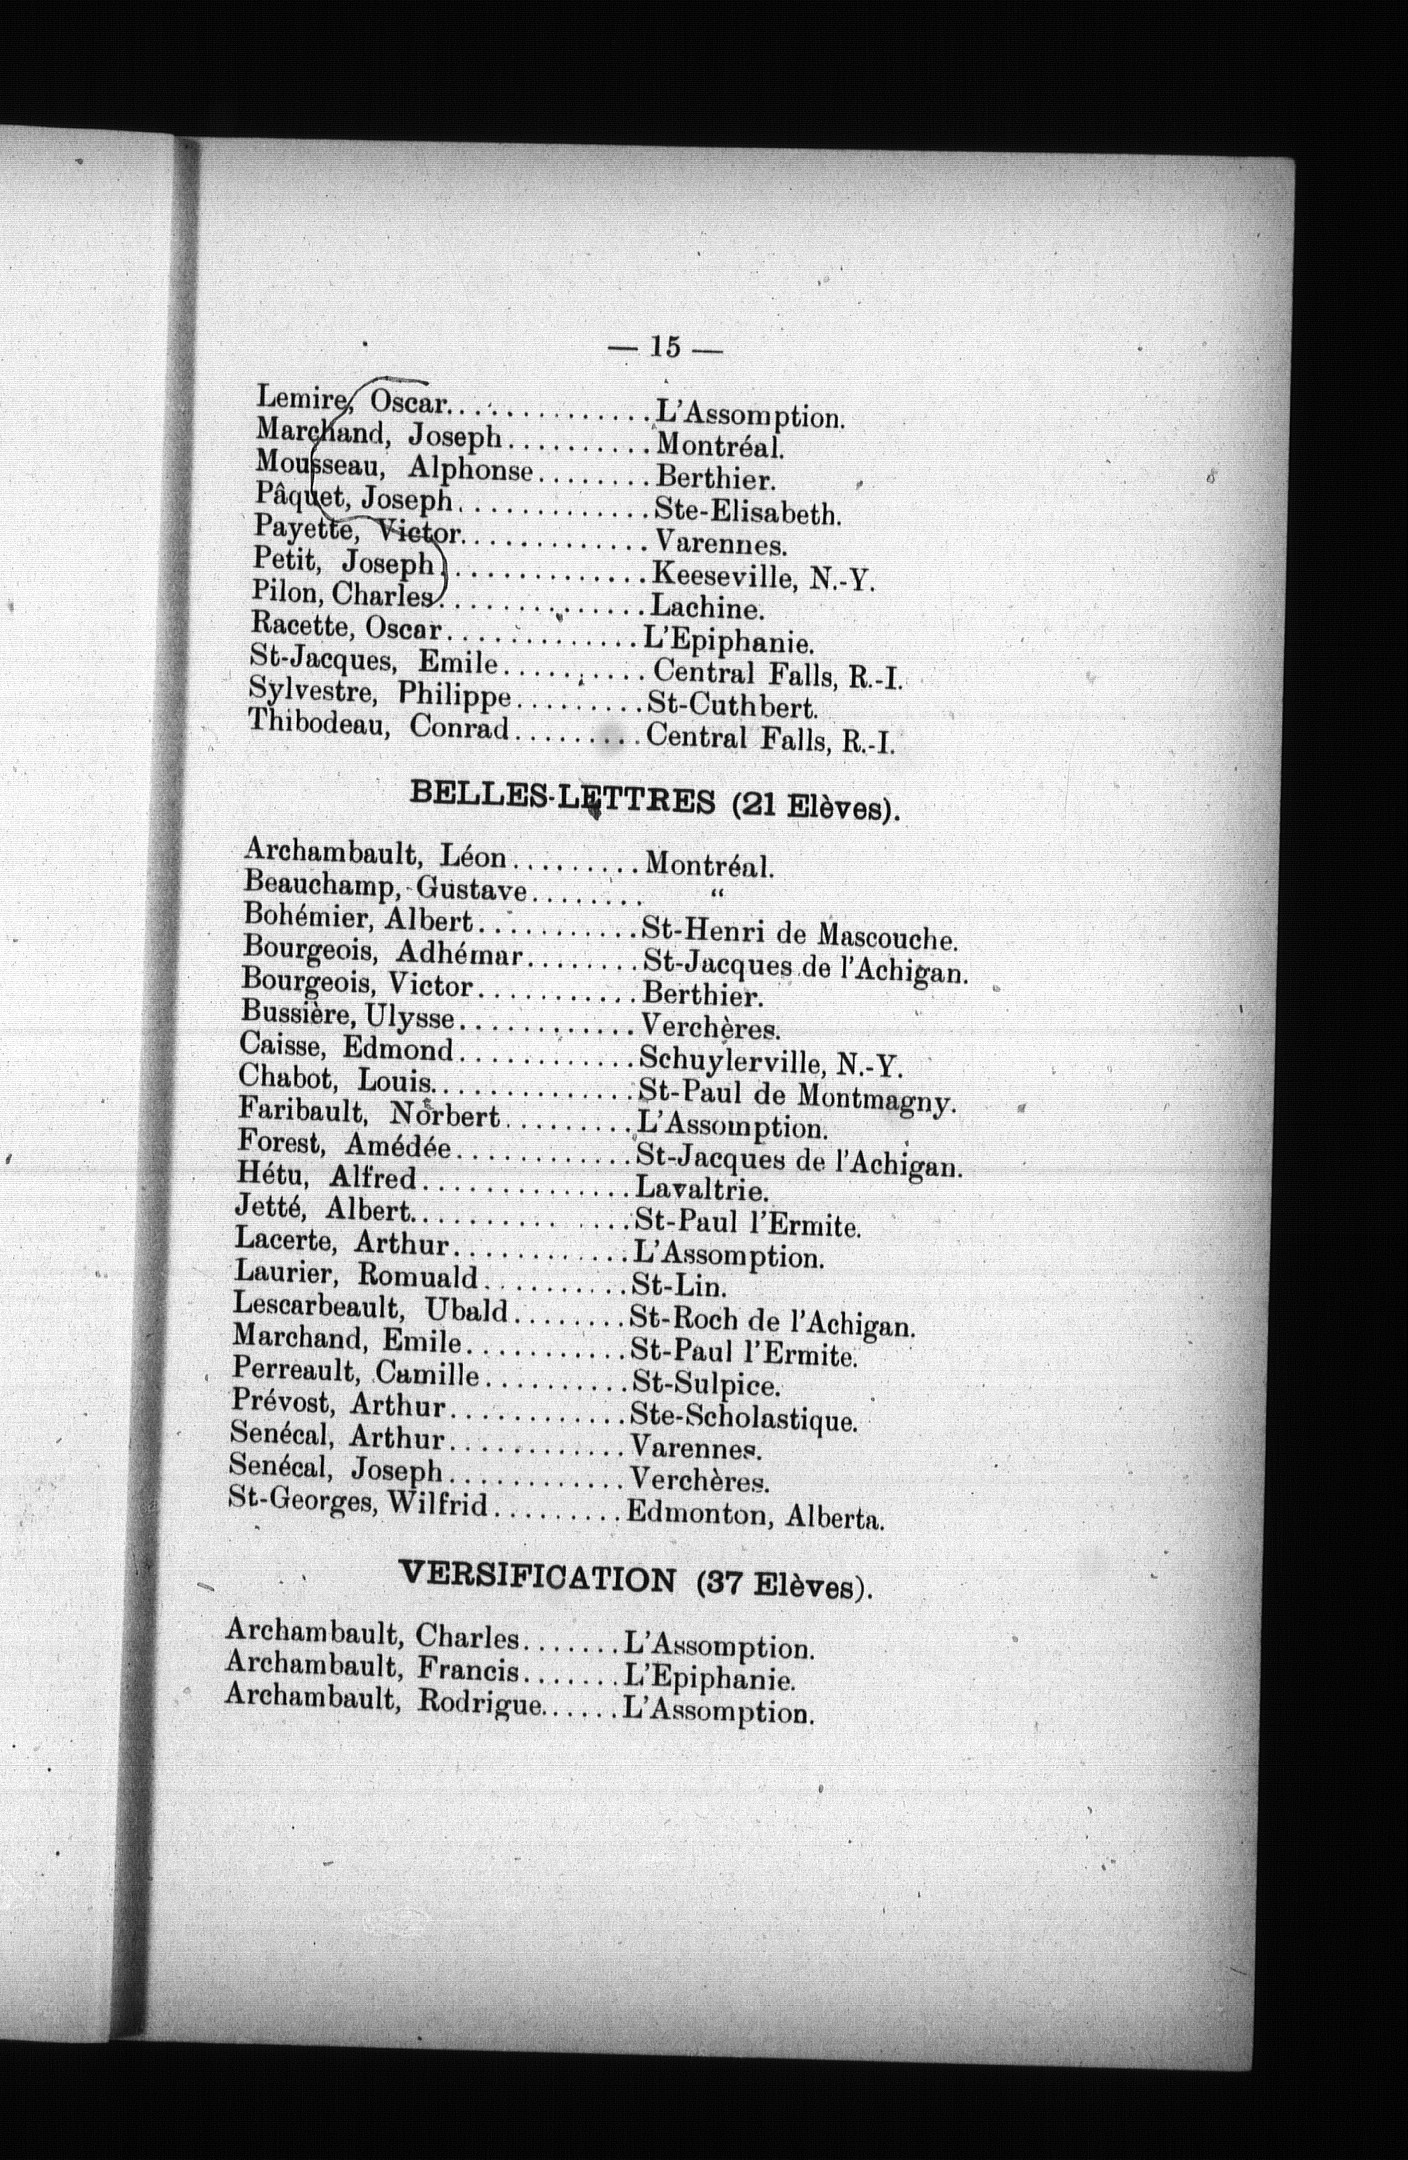 — 15 —
Lemire, Oscar..............L'Assomption.
Marchand, Joseph..........Montréal.
Mousseau, Alphonse........Berthier.
Pâquet, Joseph.............Ste-Elisabeth.
Payette, Victor.............Varennes.
Petit, Joseph..............Keeseville, N.-Y.
Pilon, Charles..............Lachine.
Racette, Oscar.............L'Epiphanie.
St-Jacques, Emile..........Central Falls, R.-I.
Sylvestre, Philippe.........St-Cuthbert.
Thibodeau, Conrad.........Central Falls, R.-I.
BELLES-LETTRES (21 Elèves).
Archambault, Léon.........Montréal.
Beauchamp, Gustave........ “
Bohémier, Albert...........St-Henri de Mascouche.
Bourgeois, Adhémar........St-Jacques de l'Achigan.
Bourgeois, Victor...........Berthier.
Bussière, Ulysse............Verchères.
Caisse, Edmond............Schuylerville, N.-Y.
Chabot, Louis..............St-Paul de Montmagny.
Faribault, Norbert.........L'Assomption.
Forest, Amédée............St-Jacques de l'Achigan.
Hétu, Alfred..............Lavaltrie.
Jetté, Albert..............St-Paul l'Ermite.
Lacerte, Arthur............L'Assomption.
Laurier, Romuald..........St-Lin.
Lescarbeault, Ubald........St-Roch de l'Achigan.
Marchand, Emile...........St-Paul l'Ermite.
Perreault, Camille..........St-Sulpice.
Prévost, Arthur............Ste-Scholastique.
Senécal, Arthur............Varennes.
Senécal, Joseph............Verchères.
St-Georges, Wilfrid.........Edmonton, Alberta.
VERSIFICATION (37 Elèves).
Archambault, Charles.......L'Assomption.
Archambault, Francis.......L'Epiphanie.
Archambault, Rodrigue......L'Assomption.